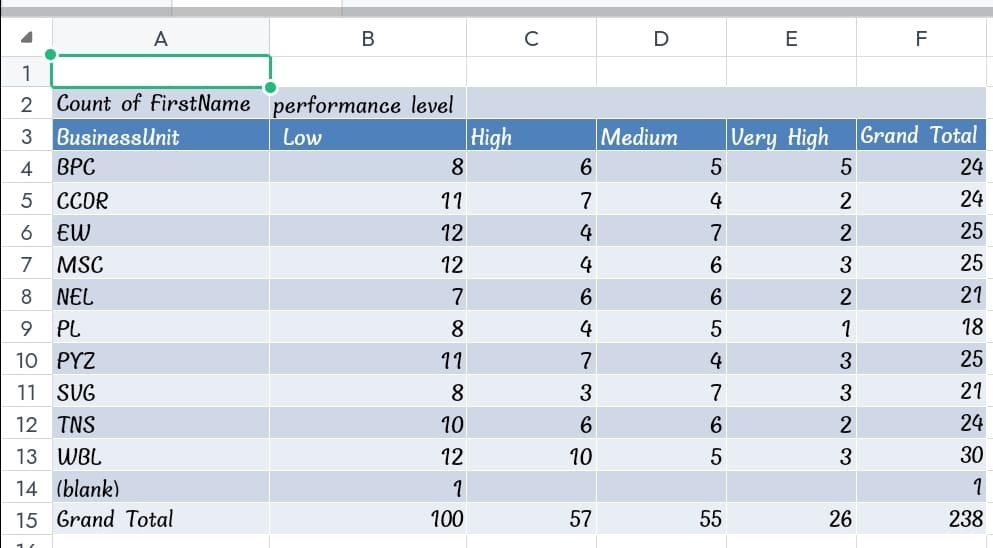 A B C D E F
1
2 Count of FirstName performance level
3 BusinessUnit Low High Medium Very High Grand Total
4 BPC 8 6 5 5 24
5 CCDR 11 7 4 2 24
6 EW 12 4 7 2 25
7 MSC 12 4 6 3 25
8 NEL 7 6 6 2 21
9 PL 8 4 5 1 18
10 PYZ 11 7 4 3 25
11 SVG 8 3 7 3 21
12 TNS 10 6 6 2 24
13 WBL 12 10 5 3 30
14 (blank) 1 1
15 Grand Total 100 57 55 26 238